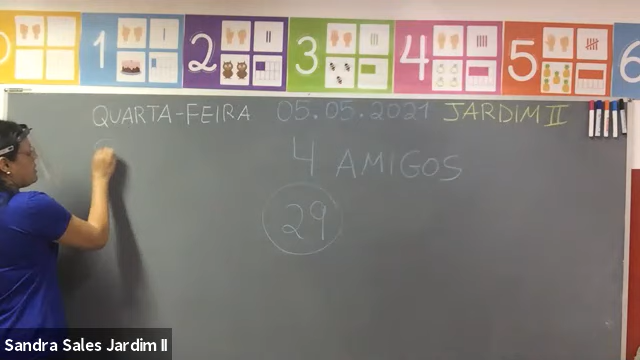 0 1 2 3 4 5 6
QUARTA-FEIRA 05.05.2021 JARDIM II
4 AMIGOS
29
Sandra Sales Jardim II